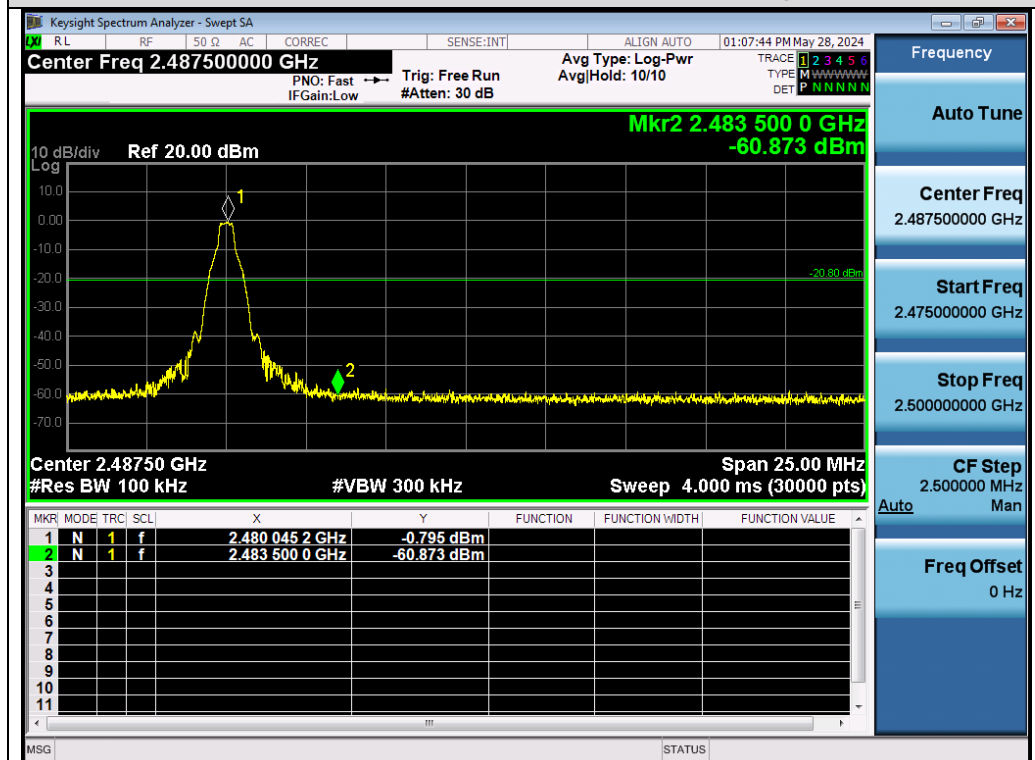 Keysight Spectrum Analyzer - Swept SA
LXI RL RF 50 Ω AC CORREC SENSE:INT ALIGN AUTO 01:07:44 PM May 28, 2024
Center Freq 2.487500000 GHz
PNO: Fast
IFGain:Low
Trig: Free Run
#Atten: 30 dB
Avg Type: Log-Pwr
Avg|Hold: 10/10
TRACE 1 2 3 4 5 6
TYPE M WWWWW
DET P N N N N N
Mkr2 2.483 500 0 GHz
-60.873 dBm
10 dB/div Ref 20.00 dBm
Log
10.0
0.00
-10.0
-20.0
-30.0
-40.0
-50.0
-60.0
-70.0
1
2
-20.80 dBm
Center 2.48750 GHz Span 25.00 MHz
#Res BW 100 kHz #VBW 300 kHz Sweep 4.000 ms (30000 pts)
MKR MODE TRC SCL X Y FUNCTION FUNCTION WIDTH FUNCTION VALUE
1 N 1 f 2.480 045 2 GHz -0.795 dBm
2 N 1 f 2.483 500 0 GHz -60.873 dBm
3
4
5
6
7
8
9
10
11
MSG STATUS
Frequency
Auto Tune
Center Freq
2.487500000 GHz
Start Freq
2.475000000 GHz
Stop Freq
2.500000000 GHz
CF Step
2.500000 MHz
Auto Man
Freq Offset
0 Hz